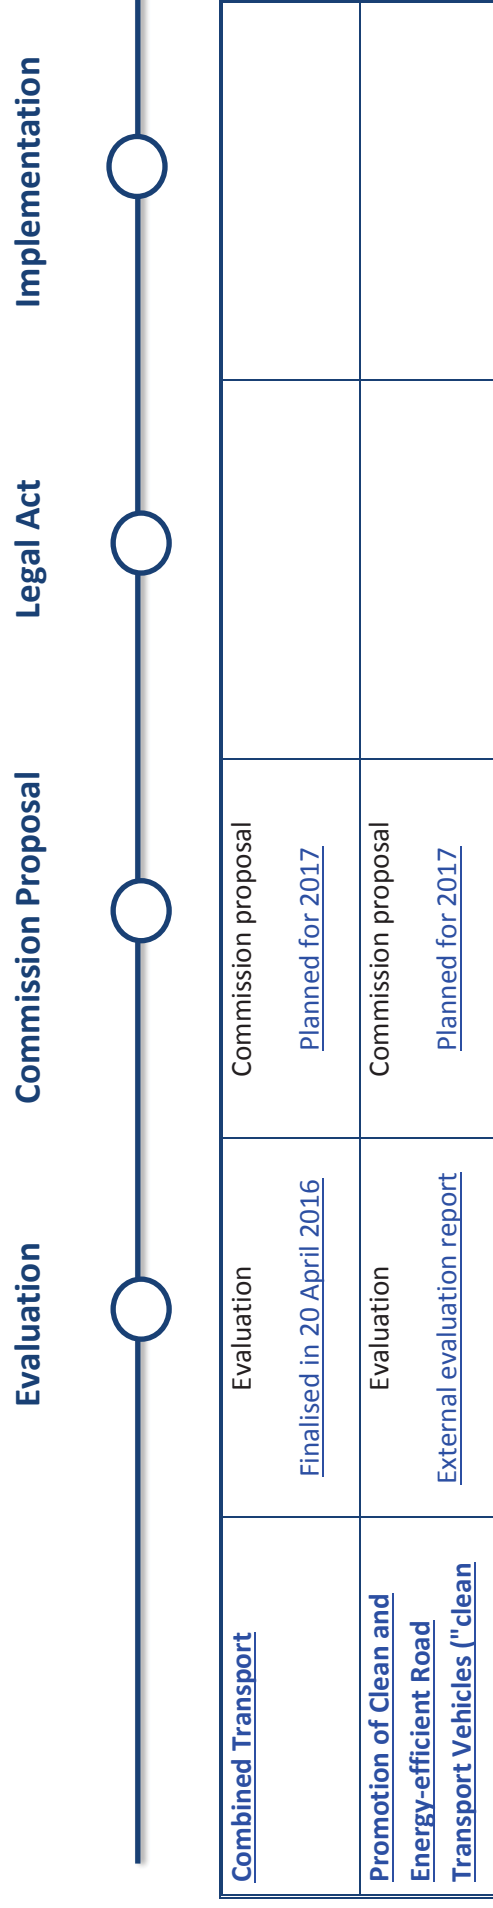 Evaluation
Commission Proposal
Legal Act
Implementation
Combined Transport
Evaluation
Finalised in 20 April 2016
Commission proposal
Planned for 2017
Promotion of Clean and
Energy-efficient Road
Transport Vehicles ("clean
Evaluation
External evaluation report
Commission proposal
Planned for 2017